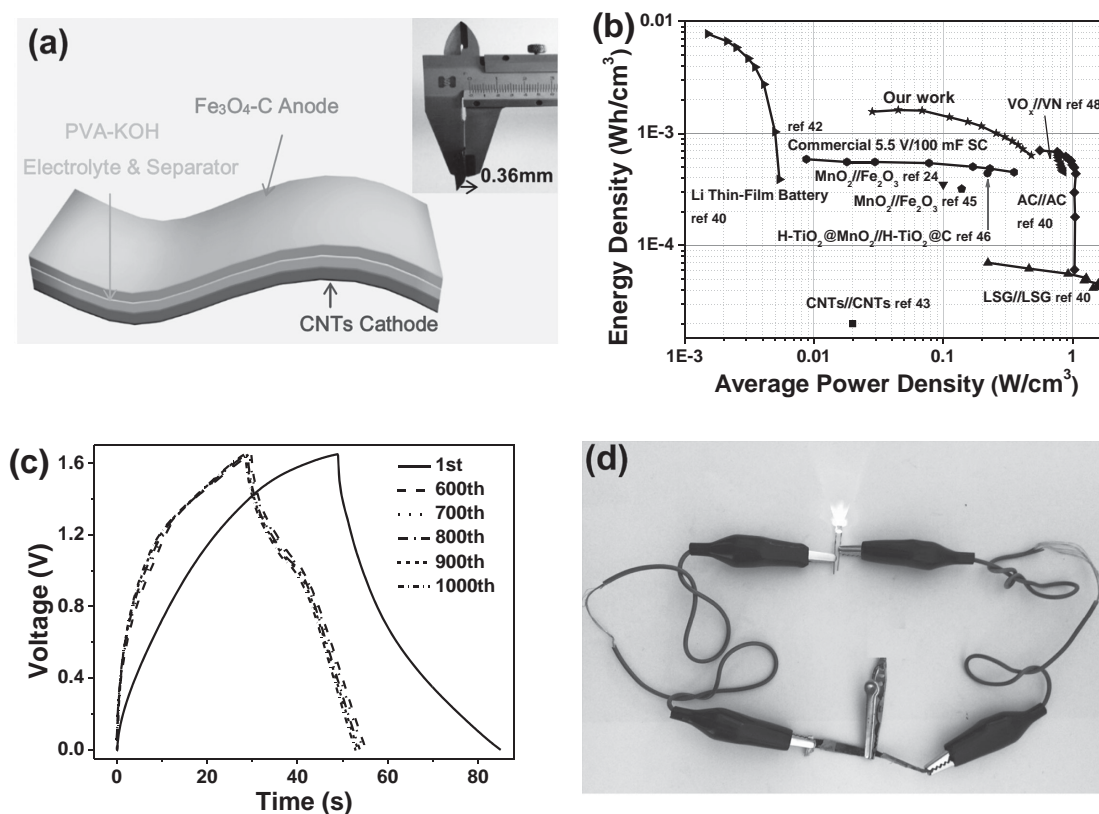 (a)
Fe₃O₄-C Anode
PVA-KOH
Electrolyte & Separator
0.36mm
CNTs Cathode
(b)
Energy Density (Wh/cm³)
0.01
1E-3
1E-4
Our work
VOₓ//VN ref 48
ref 42
Commercial 5.5 V/100 mF SC
MnO₂//Fe₂O₃ ref 24
Li Thin-Film Battery
ref 40
MnO₂//Fe₂O₃ ref 45
AC//AC
ref 40
H-TiO₂@MnO₂//H-TiO₂@C ref 46
LSG//LSG ref 40
CNTs//CNTs ref 43
1E-3 0.01 0.1 1
Average Power Density (W/cm³)
(c)
Voltage (V)
1.6
1.2
0.8
0.4
0.0
1st
600th
700th
800th
900th
1000th
0 20 40 60 80
Time (s)
(d)